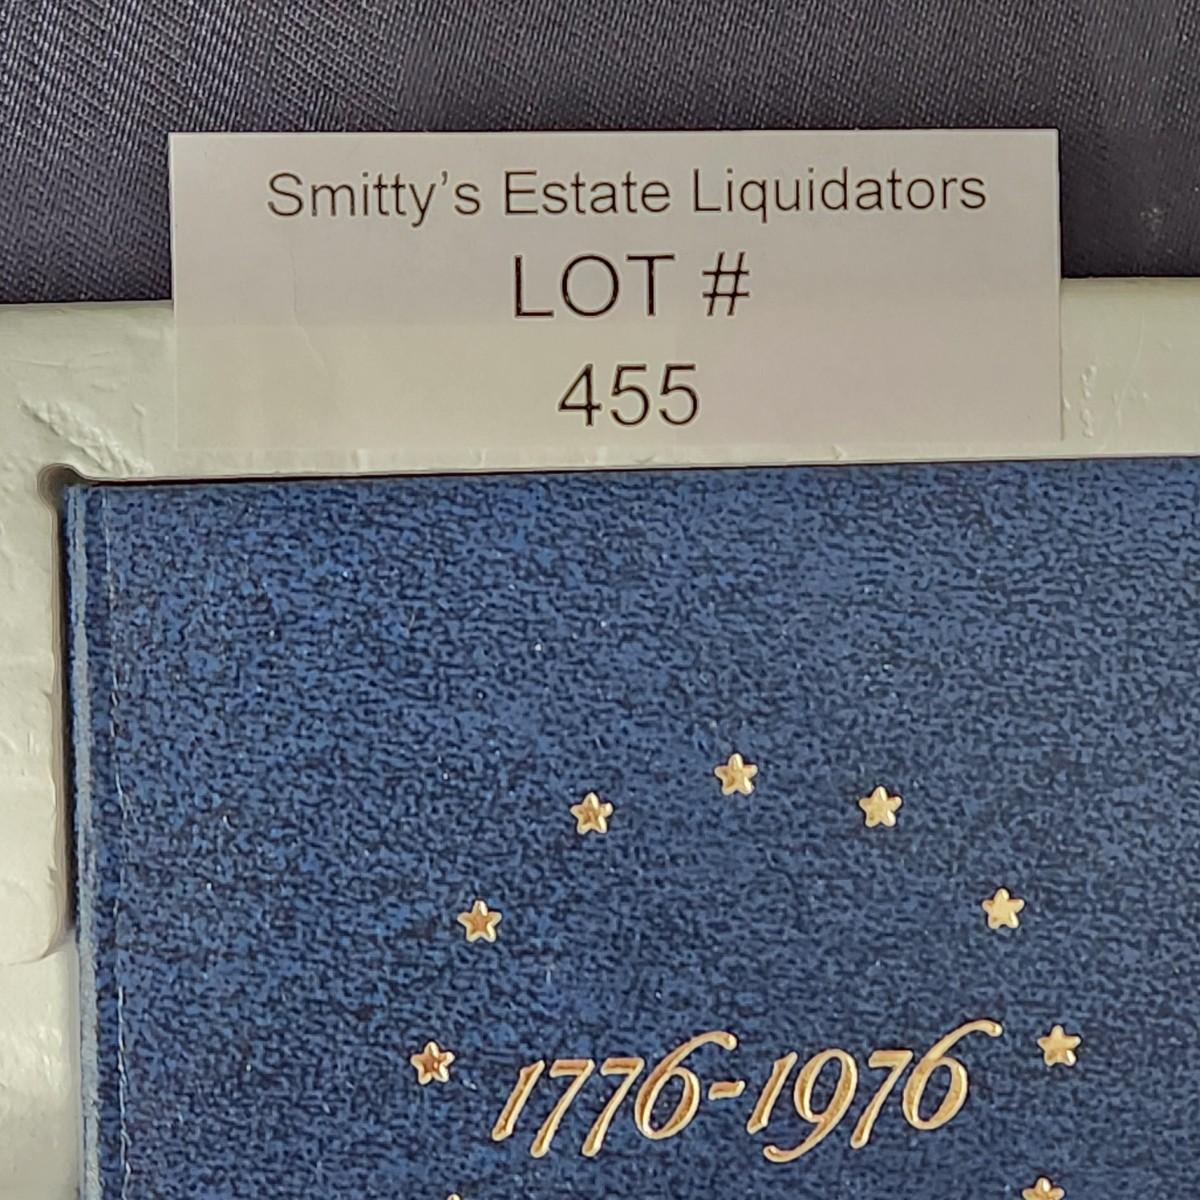 Smitty's Estate Liquidators
LOT #
455
1776-1976